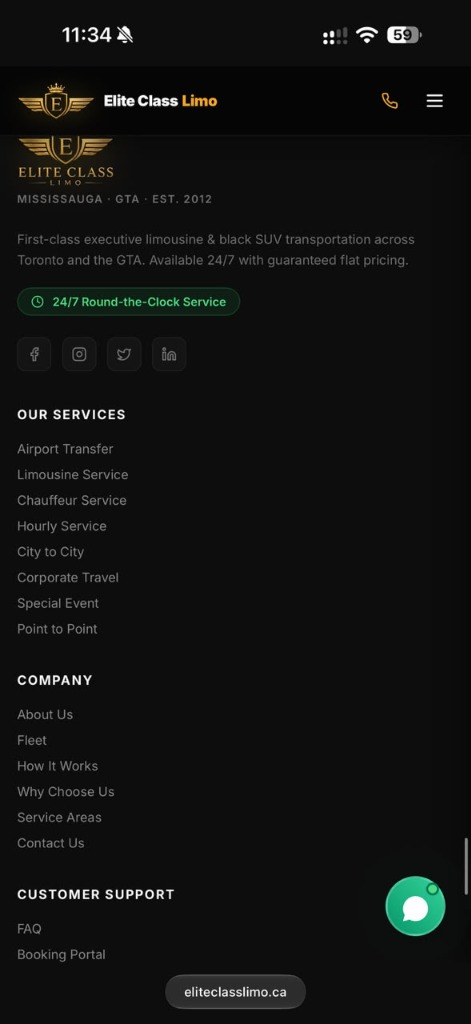 11:34
59
E
Elite Class Limo
E
ELITE CLASS
LIMO
MISSISSAUGA · GTA · EST. 2012
First-class executive limousine & black SUV transportation across
Toronto and the GTA. Available 24/7 with guaranteed flat pricing.
24/7 Round-the-Clock Service
OUR SERVICES
Airport Transfer
Limousine Service
Chauffeur Service
Hourly Service
City to City
Corporate Travel
Special Event
Point to Point
COMPANY
About Us
Fleet
How It Works
Why Choose Us
Service Areas
Contact Us
CUSTOMER SUPPORT
FAQ
Booking Portal
eliteclasslimo.ca